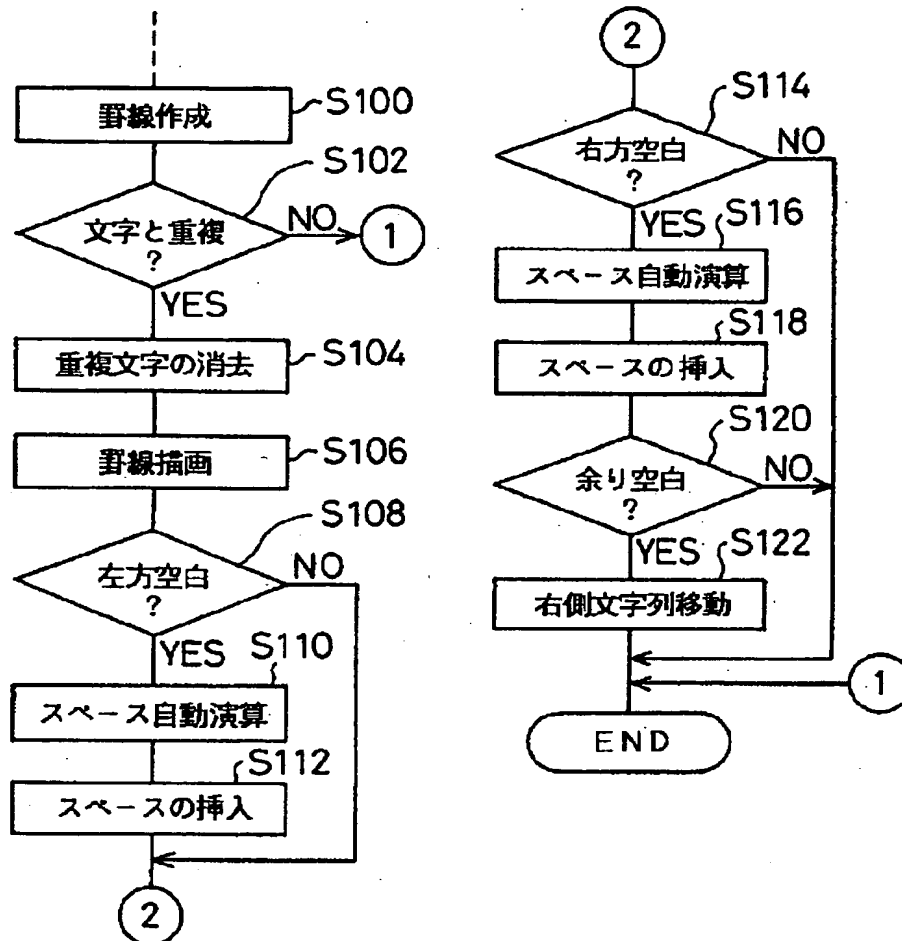 罫線作成
S100
S102
文字と重複
?
NO
1
YES
重複文字の消去
S104
罫線描画
S106
S108
左方空白
?
NO
YES
S110
スペース自動演算
S112
スペースの挿入
2
2
S114
右方空白
?
NO
YES
S116
スペース自動演算
S118
スペースの挿入
S120
余り空白
?
NO
YES
S122
右側文字列移動
1
END